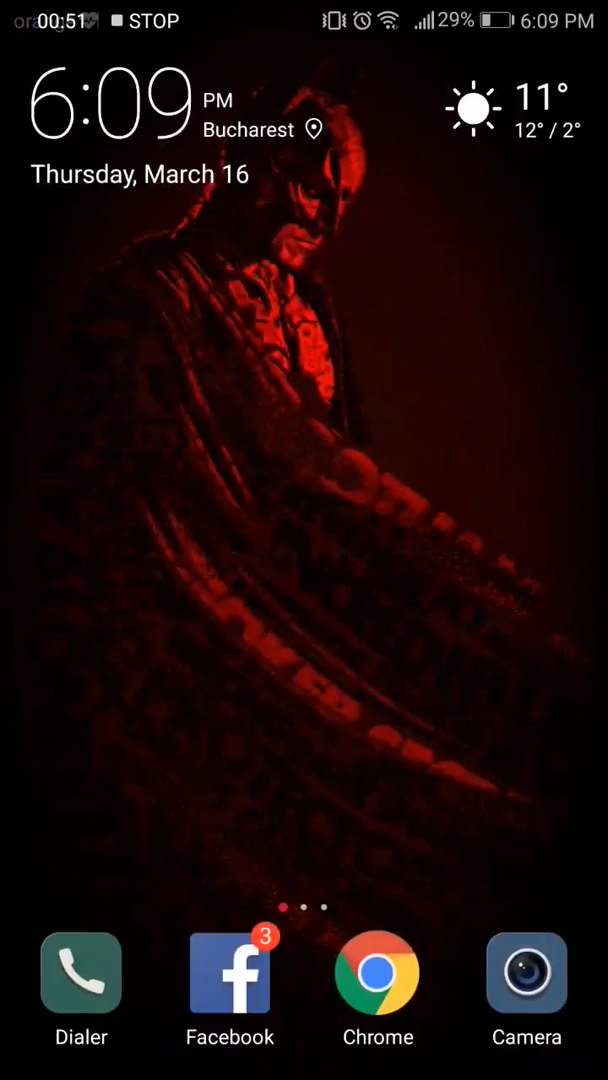 00:51 STOP 29% 6:09 PM
6:09 PM
Bucharest
Thursday, March 16
11°
12° / 2°
3
Dialer
Facebook
Chrome
Camera